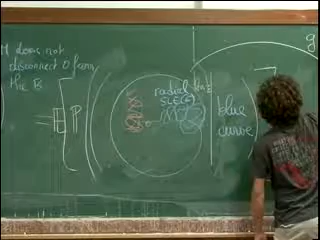 M does not
disconnect 0 from
the B
E [ P (
radial
SLE(
blue
curve
g